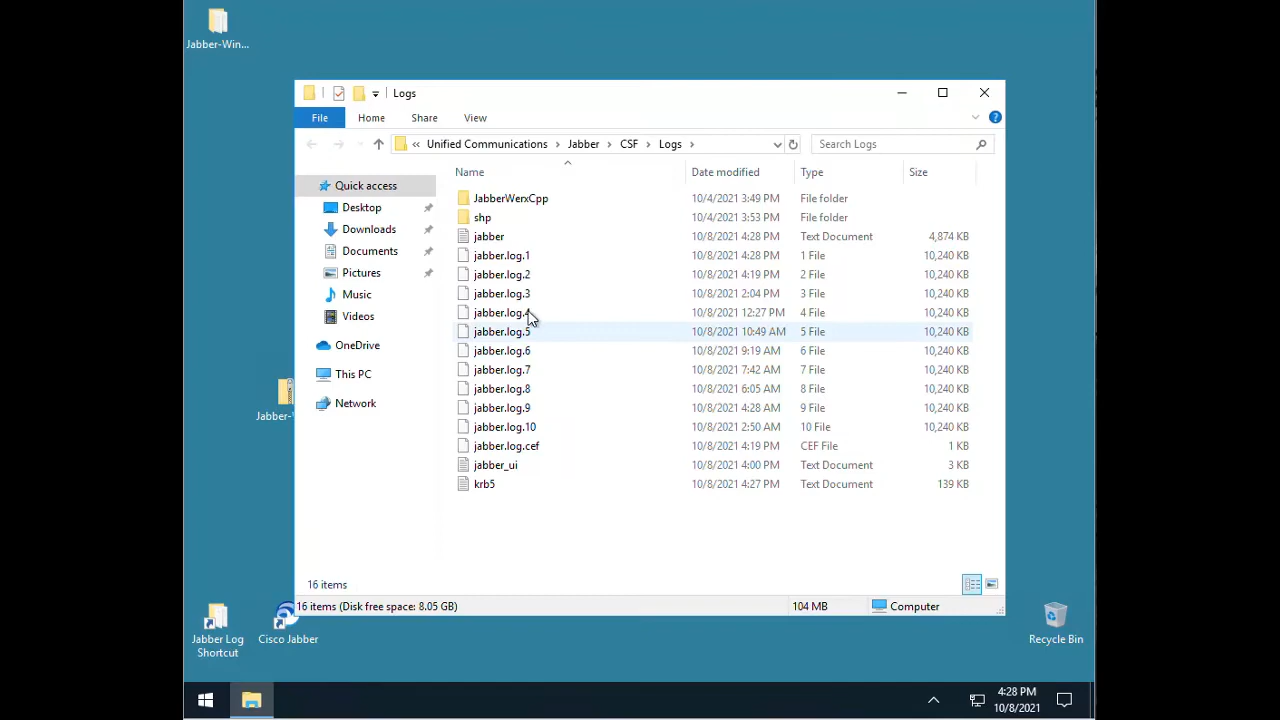 Jabber-Win...
Logs
File Home Share View
« Unified Communications > Jabber > CSF > Logs >
Search Logs
Quick access
Desktop
Downloads
Documents
Pictures
Music
Videos
OneDrive
This PC
Network
Name Date modified Type Size
JabberWerxCpp 10/4/2021 3:49 PM File folder
shp 10/4/2021 3:53 PM File folder
jabber 10/8/2021 4:28 PM Text Document 4,874 KB
jabber.log.1 10/8/2021 4:28 PM 1 File 10,240 KB
jabber.log.2 10/8/2021 4:19 PM 2 File 10,240 KB
jabber.log.3 10/8/2021 2:04 PM 3 File 10,240 KB
jabber.log.4 10/8/2021 12:27 PM 4 File 10,240 KB
jabber.log.5 10/8/2021 10:49 AM 5 File 10,240 KB
jabber.log.6 10/8/2021 9:19 AM 6 File 10,240 KB
jabber.log.7 10/8/2021 7:42 AM 7 File 10,240 KB
jabber.log.8 10/8/2021 6:05 AM 8 File 10,240 KB
jabber.log.9 10/8/2021 4:28 AM 9 File 10,240 KB
jabber.log.10 10/8/2021 2:50 AM 10 File 10,240 KB
jabber.log.cef 10/8/2021 4:19 PM CEF File 1 KB
jabber_ui 10/8/2021 4:00 PM Text Document 3 KB
krb5 10/8/2021 4:27 PM Text Document 139 KB
16 items
16 items (Disk free space: 8.05 GB) 104 MB Computer
Jabber Log
Shortcut
Cisco Jabber
Recycle Bin
4:28 PM
10/8/2021